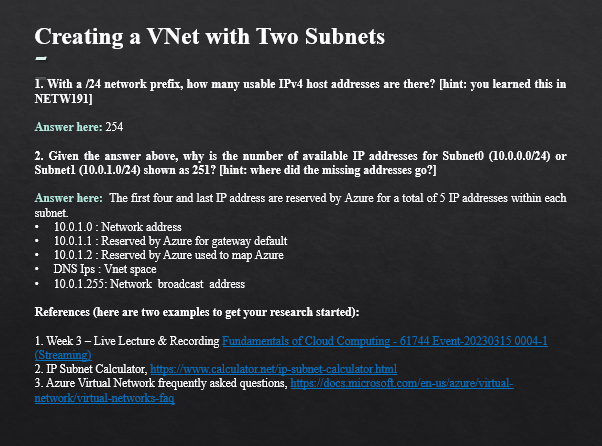 Creating a VNet with Two Subnets
1. With a /24 network prefix, how many usable IPv4 host addresses are there? [hint: you learned this in
NETW191]
Answer here: 254
2. Given the answer above, why is the number of available IP addresses for Subnet0 (10.0.0.0/24) or
Subnet1 (10.0.1.0/24) shown as 251? [hint: where did the missing addresses go?]
Answer here: The first four and last IP address are reserved by Azure for a total of 5 IP addresses within each
subnet.
• 10.0.1.0 : Network address
• 10.0.1.1 : Reserved by Azure for gateway default
• 10.0.1.2 : Reserved by Azure used to map Azure
• DNS Ips : Vnet space
• 10.0.1.255: Network broadcast address
References (here are two examples to get your research started):
1. Week 3 – Live Lecture & Recording Fundamentals of Cloud Computing - 61744 Event-20230315 0004-1
(Streaming)
2. IP Subnet Calculator, https://www.calculator.net/ip-subnet-calculator.html
3. Azure Virtual Network frequently asked questions, https://docs.microsoft.com/en-us/azure/virtual-
network/virtual-networks-faq